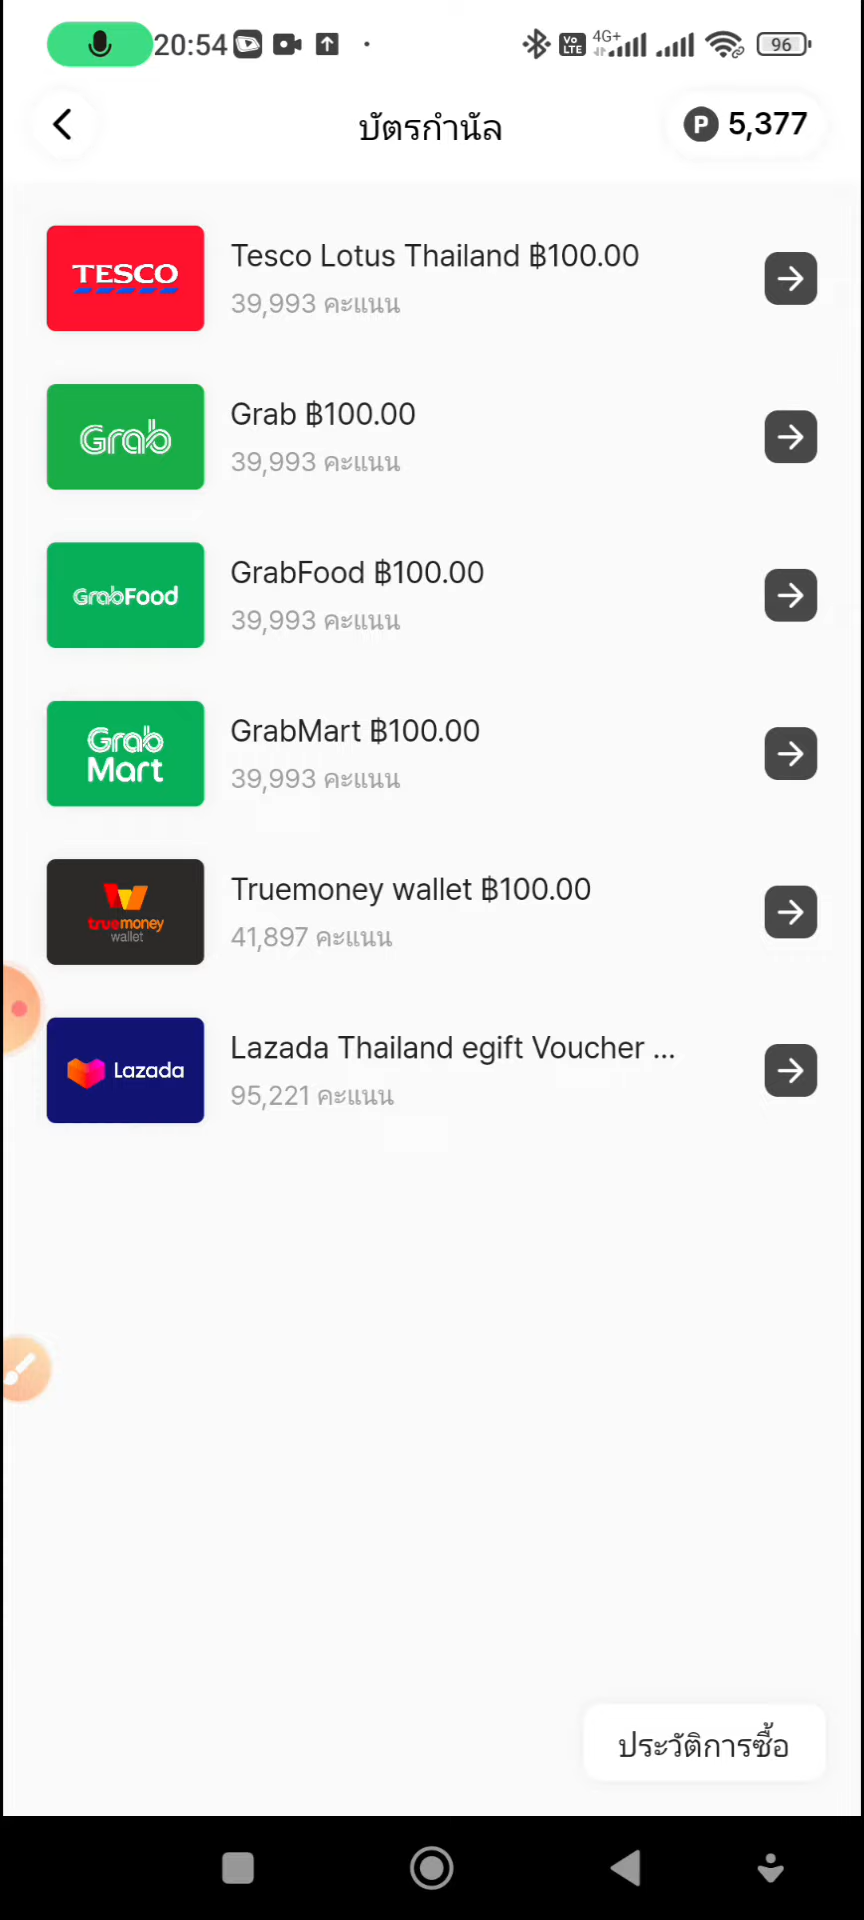 20:54
Vo
LTE
4G+
96
บัตรกำนัล
P 5,377
TESCO
Tesco Lotus Thailand ฿100.00
39,993 คะแนน
Grab
Grab ฿100.00
39,993 คะแนน
GrabFood
GrabFood ฿100.00
39,993 คะแนน
Grab
Mart
GrabMart ฿100.00
39,993 คะแนน
truemoney
wallet
Truemoney wallet ฿100.00
41,897 คะแนน
Lazada
Lazada Thailand egift Voucher ...
95,221 คะแนน
ประวัติการซื้อ